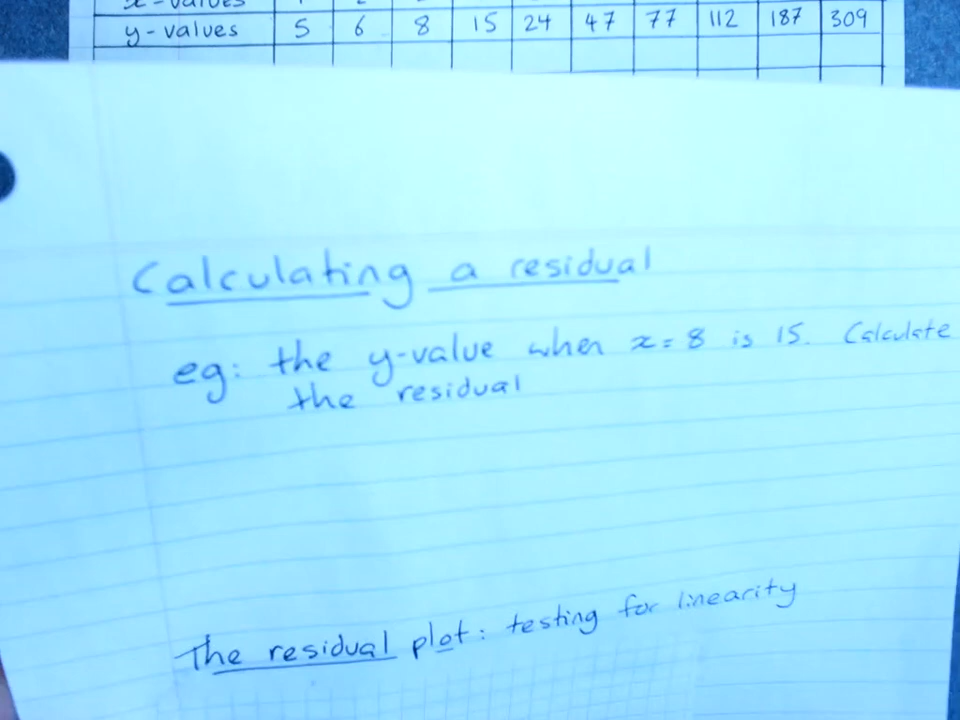 y-values 5 6 8 15 24 47 77 112 187 309
Calculating a residual
eg: the y-value when x=8 is 15. Calculate
the residual
The residual plot: testing for linearity